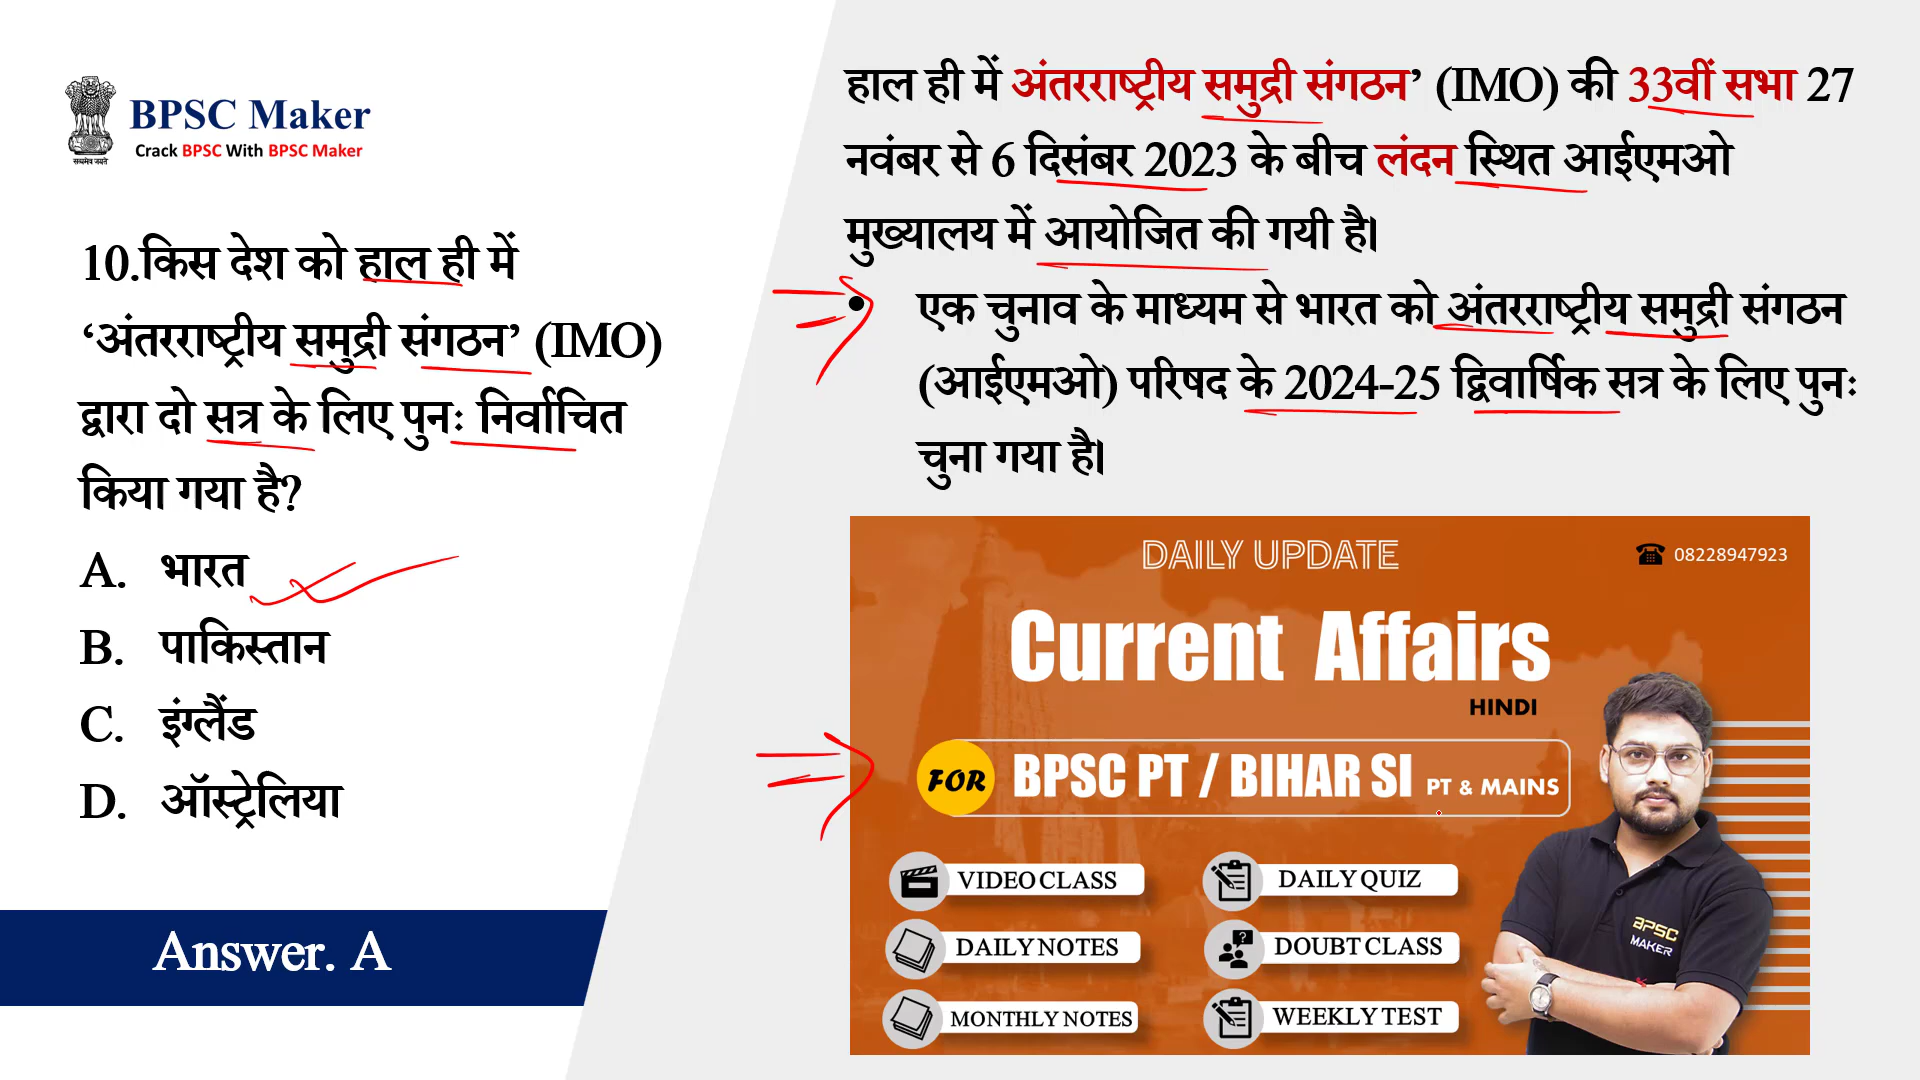 सत्यमेव जयते
BPSC Maker
Crack BPSC With BPSC Maker
10.किस देश को हाल ही में
‘अंतरराष्ट्रीय समुद्री संगठन’ (IMO)
द्वारा दो सत्र के लिए पुनः निर्वाचित
किया गया है?
A. भारत
B. पाकिस्तान
C. इंग्लैंड
D. ऑस्ट्रेलिया
Answer. A
हाल ही में अंतरराष्ट्रीय समुद्री संगठन’ (IMO) की 33वीं सभा 27
नवंबर से 6 दिसंबर 2023 के बीच लंदन स्थित आईएमओ
मुख्यालय में आयोजित की गयी है।
• एक चुनाव के माध्यम से भारत को अंतरराष्ट्रीय समुद्री संगठन
(आईएमओ) परिषद के 2024-25 द्विवार्षिक सत्र के लिए पुनः
चुना गया है।
DAILY UPDATE
08228947923
Current Affairs
HINDI
FOR BPSC PT / BIHAR SI PT & MAINS
VIDEO CLASS
DAILY QUIZ
DAILY NOTES
DOUBT CLASS
MONTHLY NOTES
WEEKLY TEST
BPSC
MAKER